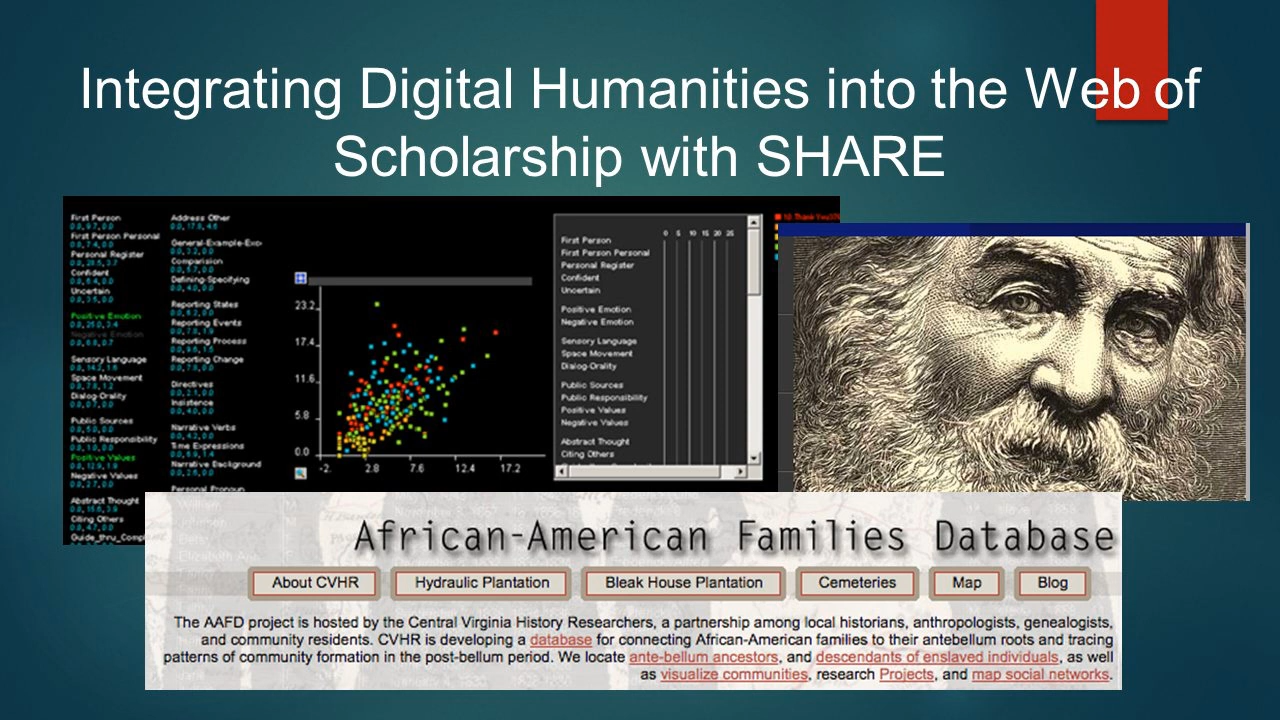 Integrating Digital Humanities into the Web of
Scholarship with SHARE
First Person
First Person Personal
Personal Register
Confident
Uncertain
Positive Emotion
Negative Emotion
Sensory Language
Space Movement
Dialog-Orality
Public Sources
Public Responsibility
Positive Values
Negative Values
Abstract Thought
Citing Others
Address Other
Comparision
Defining-Specifying
Reporting States
Reporting Events
Reporting Process
Reporting Change
Directives
Insistence
Narrative Verbs
Time Expressions
Narrative Background
Personal Pronoun
23.2
17.4
11.6
5.8
0.0
-2. 2.8 7.6 12.4 17.2
0 5 10 15 20 25
First Person
First Person Personal
Personal Register
Confident
Uncertain
Positive Emotion
Negative Emotion
Sensory Language
Space Movement
Dialog-Orality
Public Sources
Public Responsibility
Positive Values
Negative Values
Abstract Thought
Citing Others
African-American Families Database
About CVHR Hydraulic Plantation Bleak House Plantation Cemeteries Map Blog
The AAFD project is hosted by the Central Virginia History Researchers, a partnership among local historians, anthropologists, genealogists,
and community residents. CVHR is developing a database for connecting African-American families to their antebellum roots and tracing
patterns of community formation in the post-bellum period. We locate ante-bellum ancestors, and descendants of enslaved individuals, as well
as visualize communities, research Projects, and map social networks.